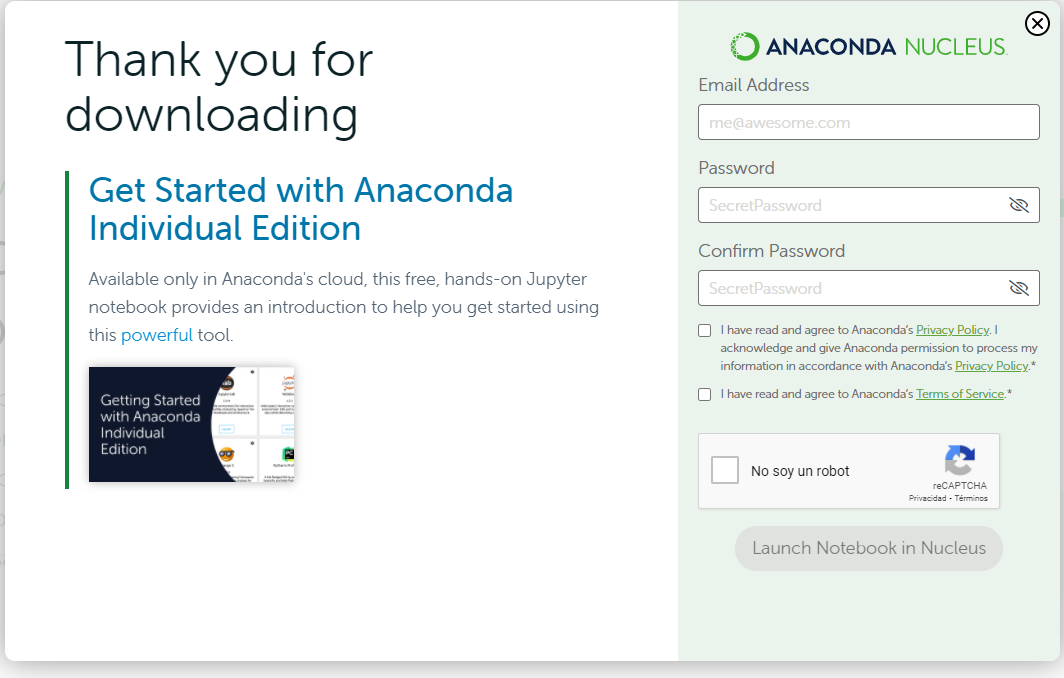 Thank you for
downloading
Get Started with Anaconda
Individual Edition
Available only in Anaconda's cloud, this free, hands-on Jupyter
notebook provides an introduction to help you get started using
this powerful tool.
Getting Started
with Anaconda
Individual
Edition
ANACONDA NUCLEUS
Email Address
me@awesome.com
Password
SecretPassword
Confirm Password
SecretPassword
I have read and agree to Anaconda's Privacy Policy. I
acknowledge and give Anaconda permission to process my
information in accordance with Anaconda's Privacy Policy.*
I have read and agree to Anaconda's Terms of Service.*
No soy un robot
reCAPTCHA
Privacidad - Términos
Launch Notebook in Nucleus